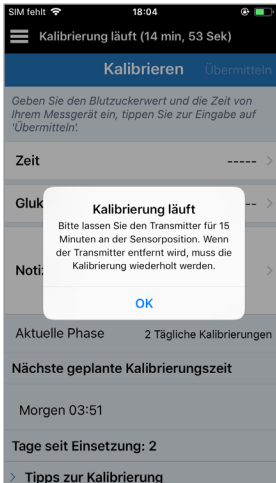 SIM fehlt 18:04
Kalibrierung läuft (14 min, 53 Sek)
Kalibrieren Übermitteln
Geben Sie den Blutzuckerwert und die Zeit von
Ihrem Messgerät ein, tippen Sie zur Eingabe auf
'Übermitteln'.
Zeit ----- >
Gluk -- >
Kalibrierung läuft
Bitte lassen Sie den Transmitter für 15
Minuten an der Sensorposition. Wenn
der Transmitter entfernt wird, muss die
Kalibrierung wiederholt werden.
OK
Noti >
Aktuelle Phase 2 Tägliche Kalibrierungen
Nächste geplante Kalibrierungszeit
Morgen 03:51
Tage seit Einsetzung: 2
> Tipps zur Kalibrierung